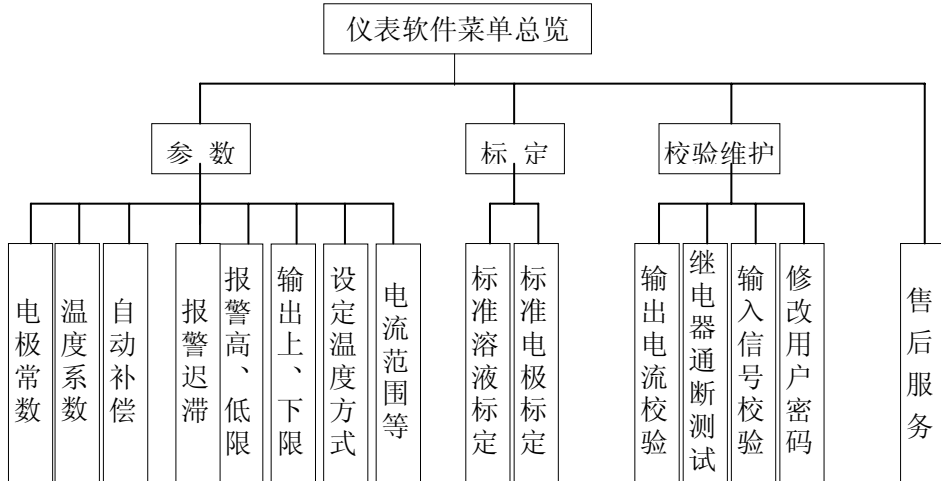 仪表软件菜单总览
参 数
标 定
校验维护
电极常数
温度系数
自动补偿
报警迟滞
报警高、低限
输出上、下限
设定温度方式
电流范围等
标准溶液标定
标准电极标定
输出电流校验
继电器通断测试
输入信号校验
修改用户密码
售后服务